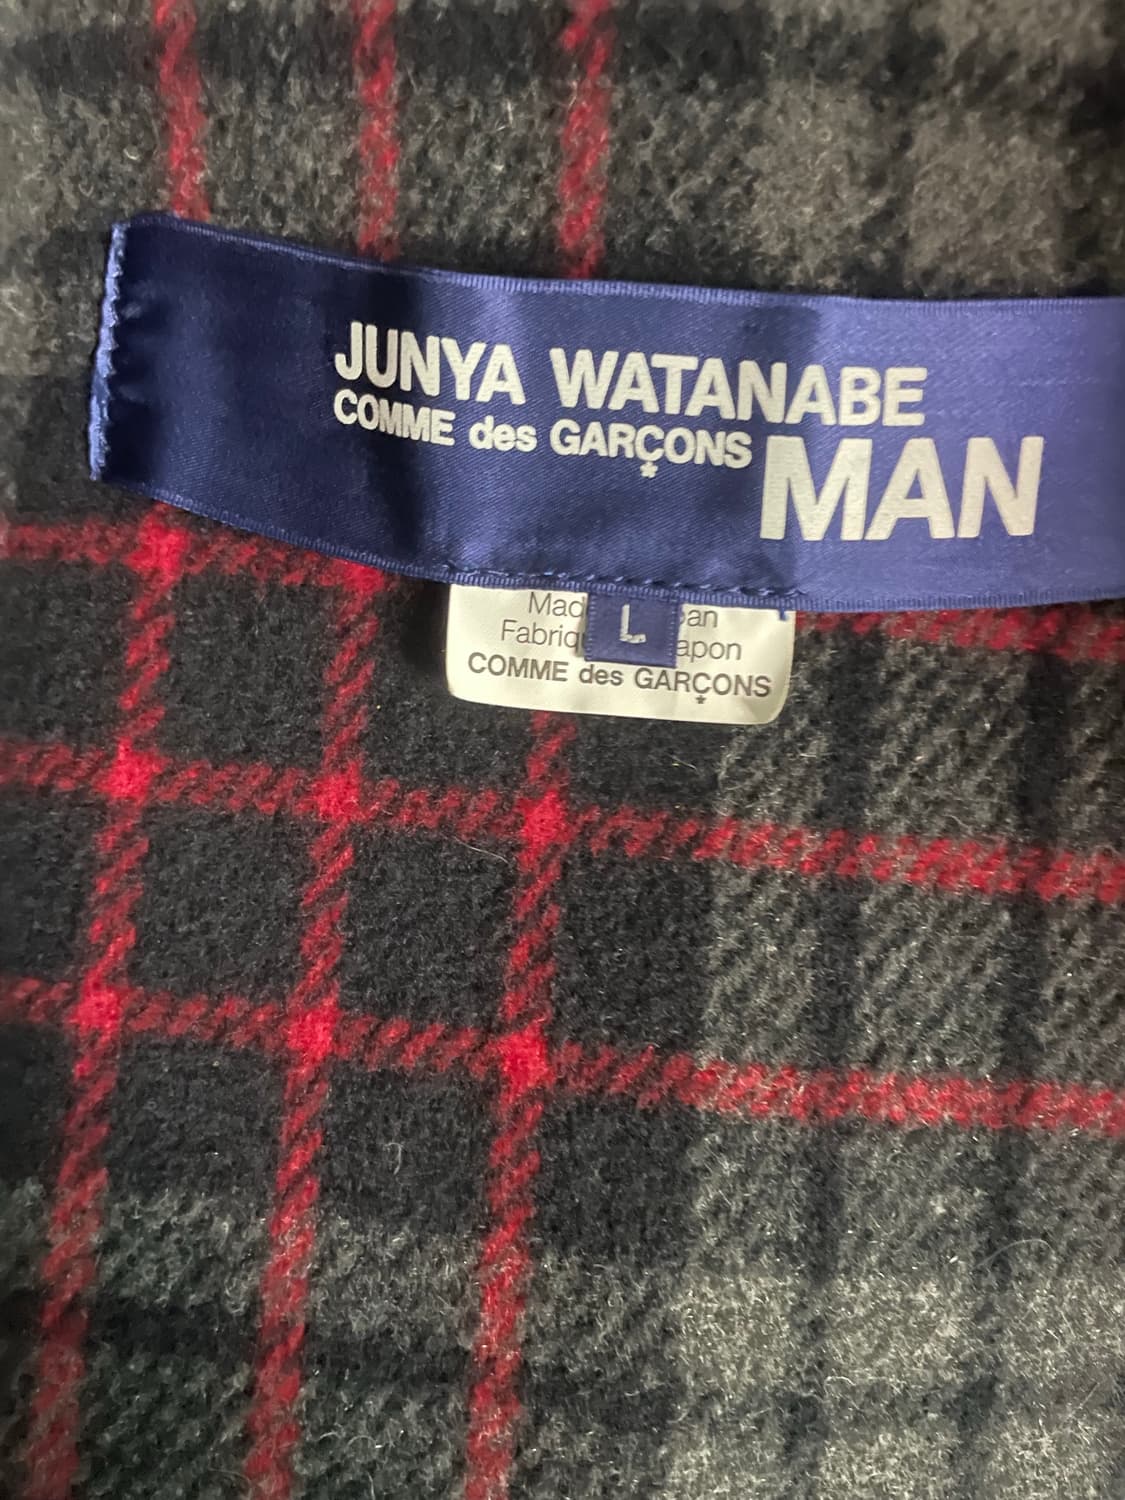 JUNYA WATANABE
COMME des GARÇONS MAN
L
COMME des GARÇONS